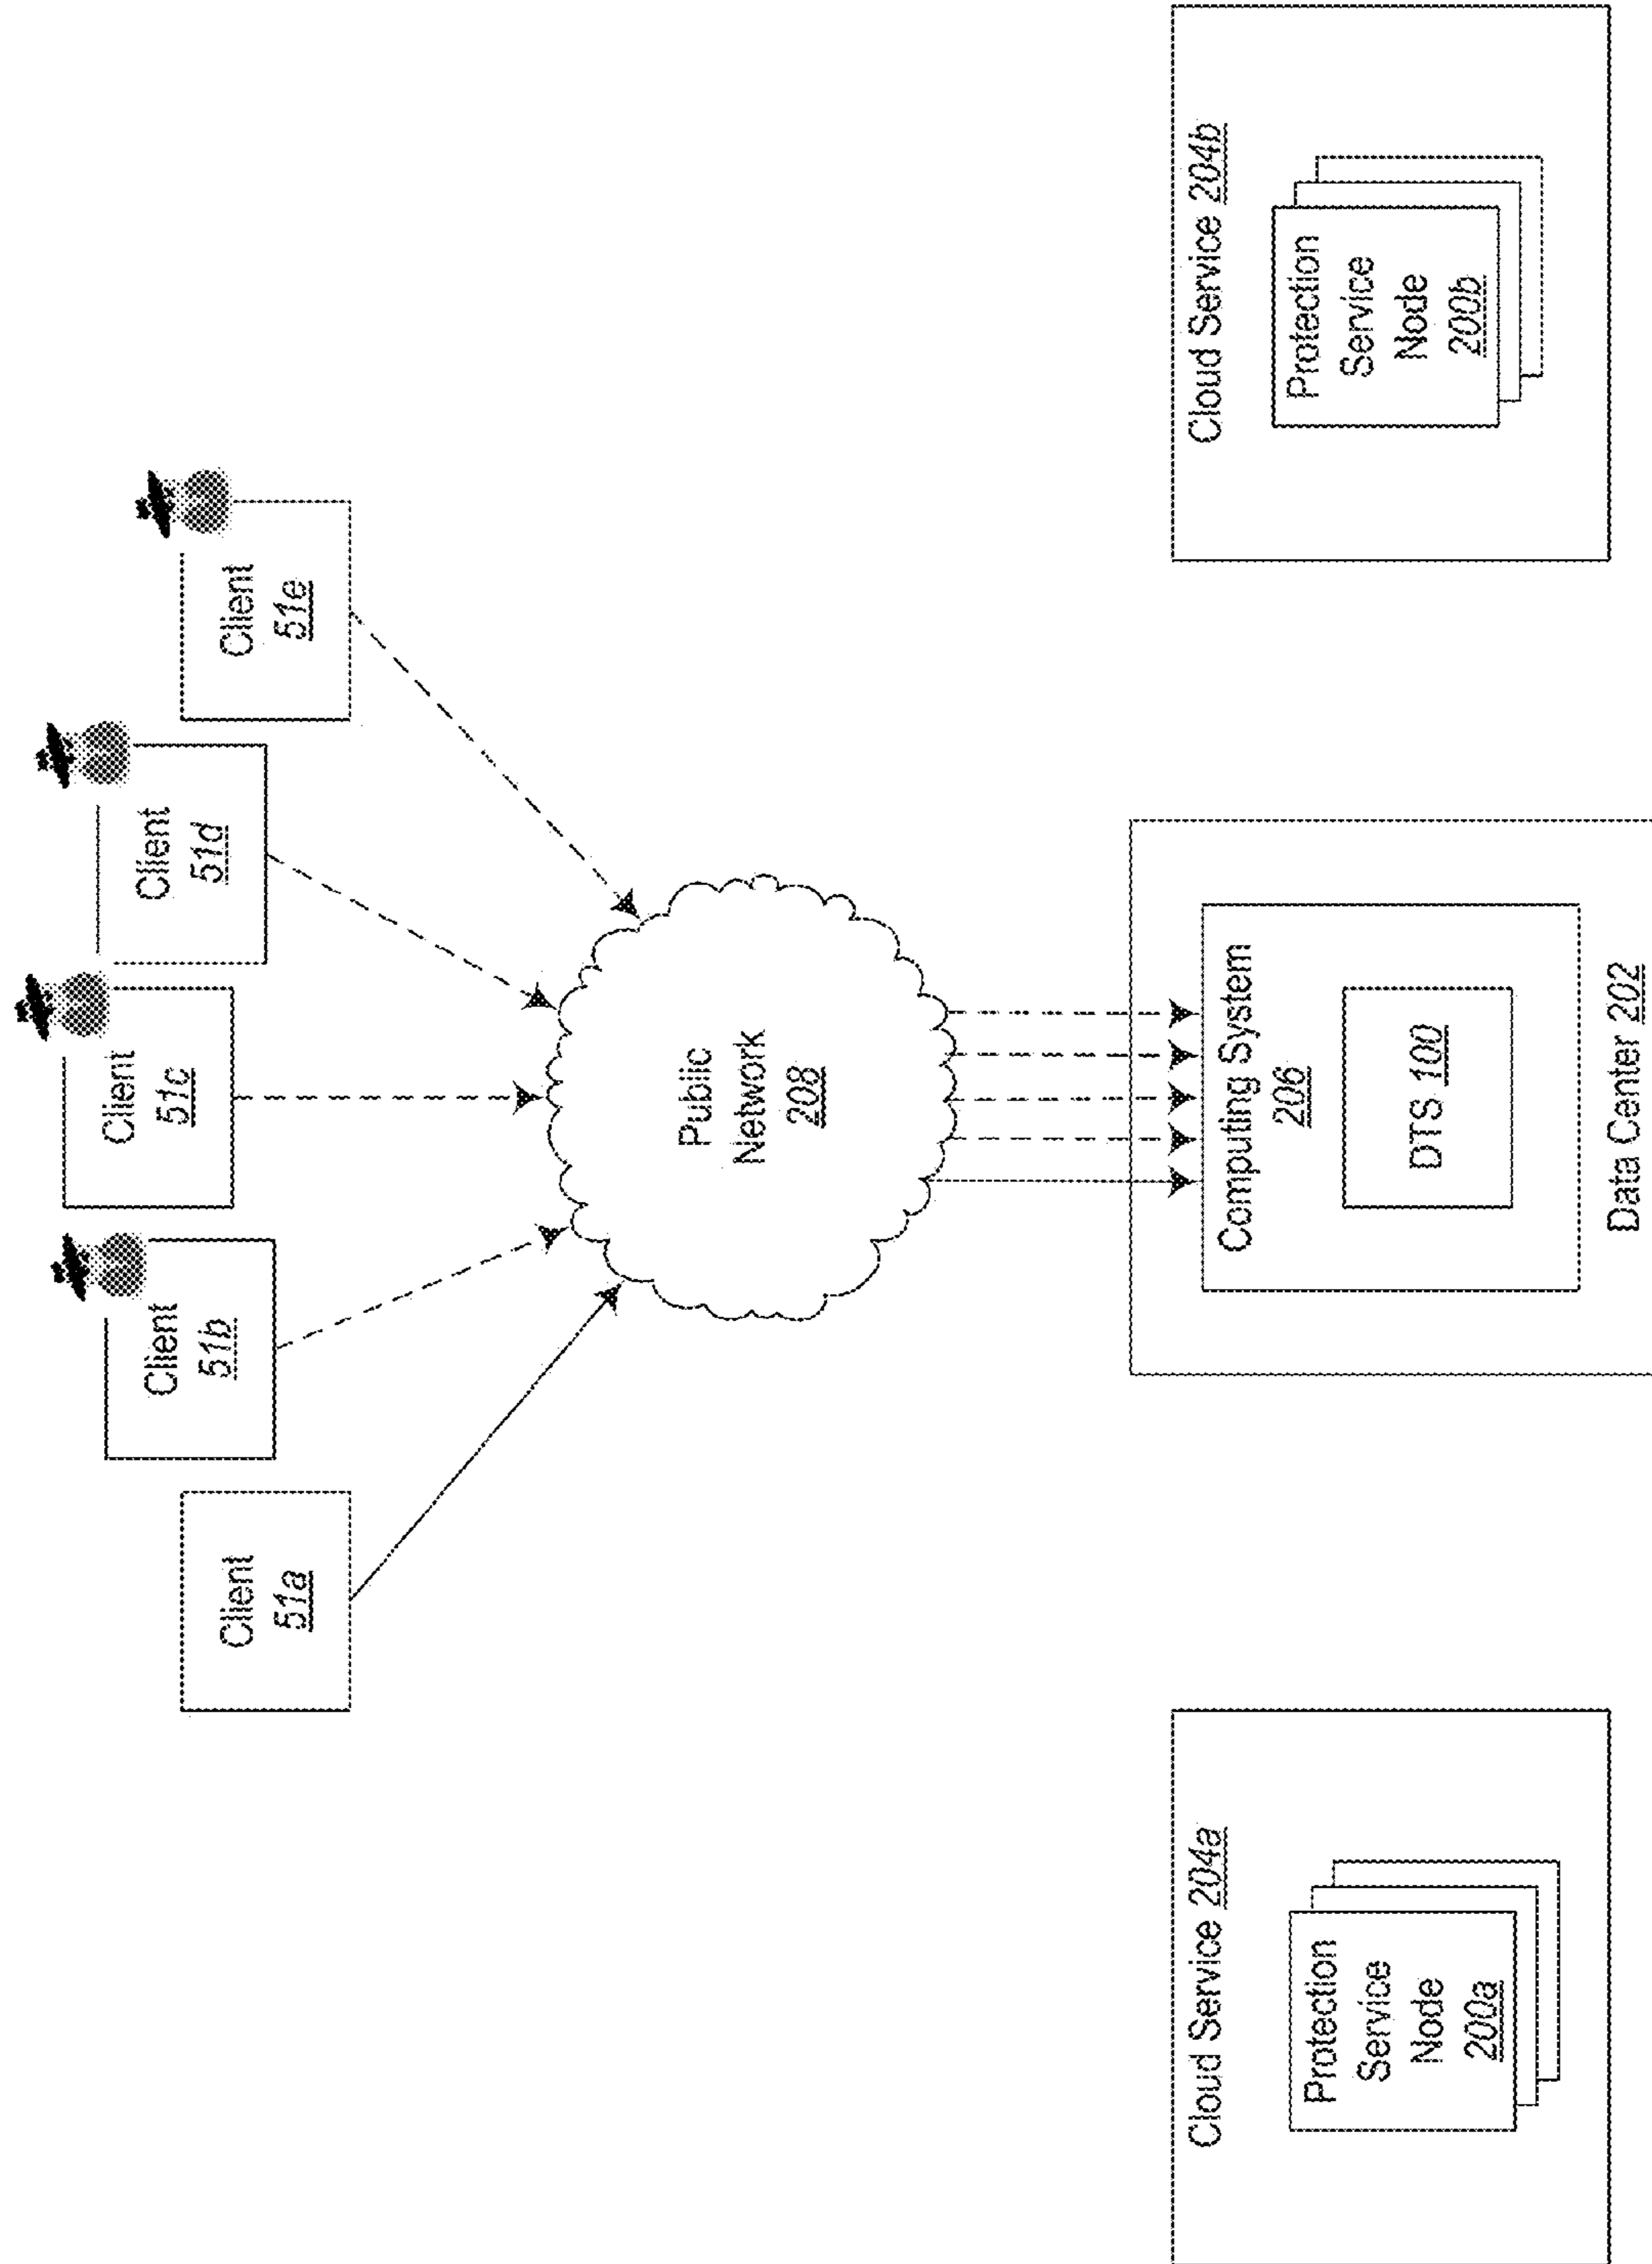 Client
51a
Client
51b
Client
51c
Client
51d
Client
51e
Public
Network
208
Cloud Service 204a
Protection
Service
Node
200a
Computing System
206
DTS 100
Data Center 202
Cloud Service 204b
Protection
Service
Node
200b